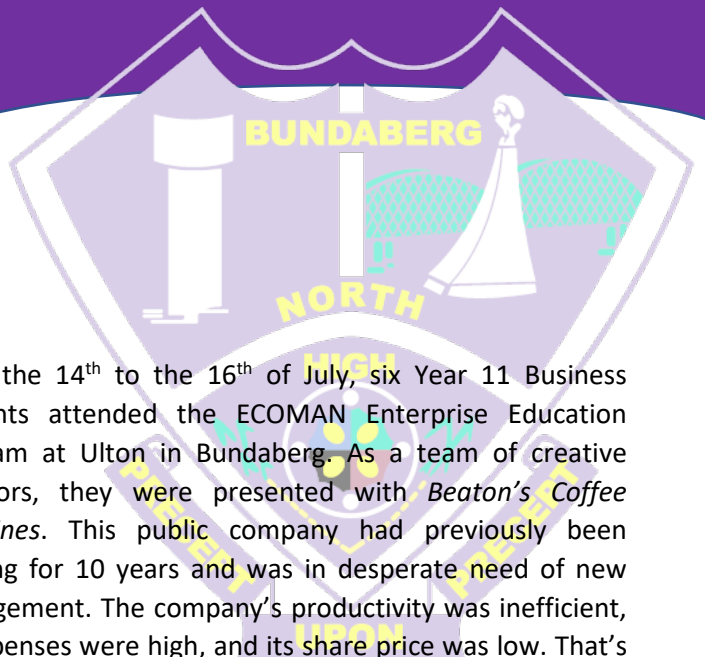 BUNDABERG
NORTH
HIGH
the 14th to the 16th of July, six Year 11 Business
nts attended the ECOMAN Enterprise Education
am at Ulton in Bundaberg. As a team of creative
ors, they were presented with Beaton's Coffee
ines. This public company had previously been
ng for 10 years and was in desperate need of new
gement. The company's productivity was inefficient,
penses were high, and its share price was low. That's
PRECEPT
UPON
PRECEPT